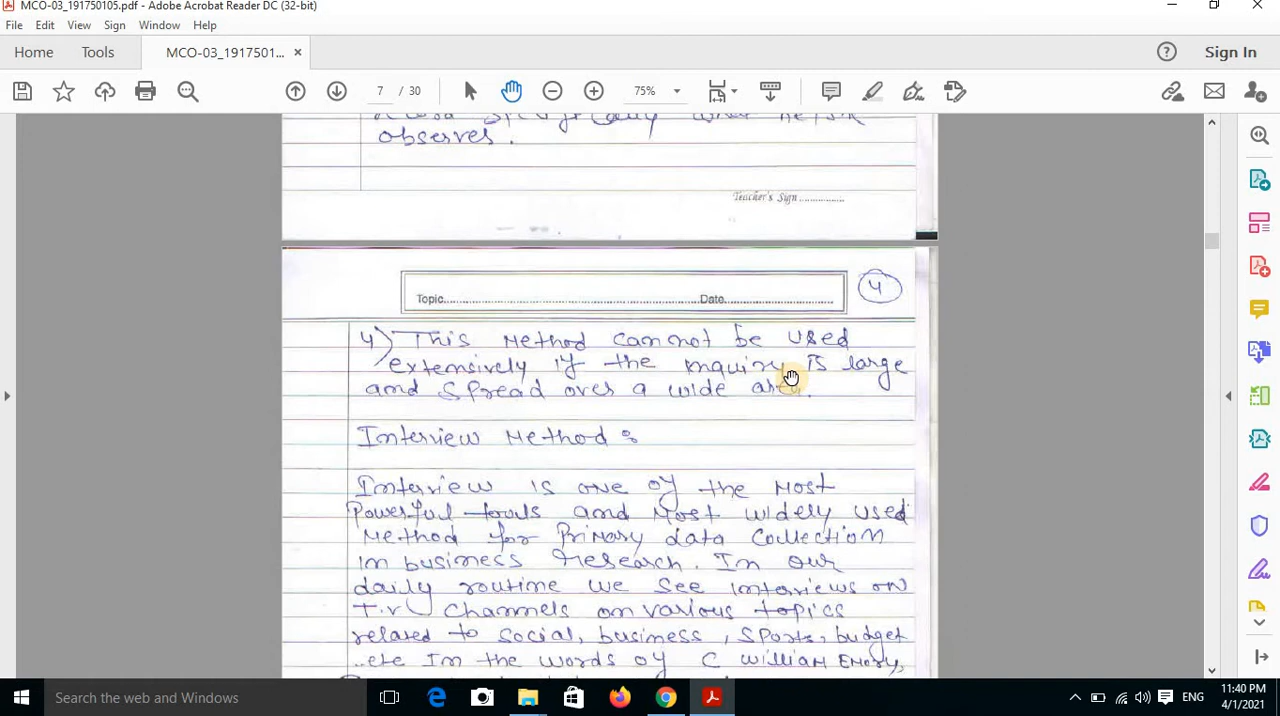 MCO-03_191750105.pdf - Adobe Acrobat Reader DC (32-bit)
File Edit View Sign Window Help
Home Tools MCO-03_1917501... × Sign In
7 / 30 75%
observes.
Teacher's Sign ...............
Topic.....................................................................Date.............................. 4
4) This Method cannot be used
extensively if the inquiry is large
and spread over a wide area.
Interview Method :
Interview is one of the Most
Powerful tools and Most widely used
Method for Primary data Collection
in business research. In our
daily routine we see interviews on
T.V channels on various topics
related to social, business, sports, budget
..etc In the words of C William Emory,
Search the web and Windows
ENG
11:40 PM
4/1/2021